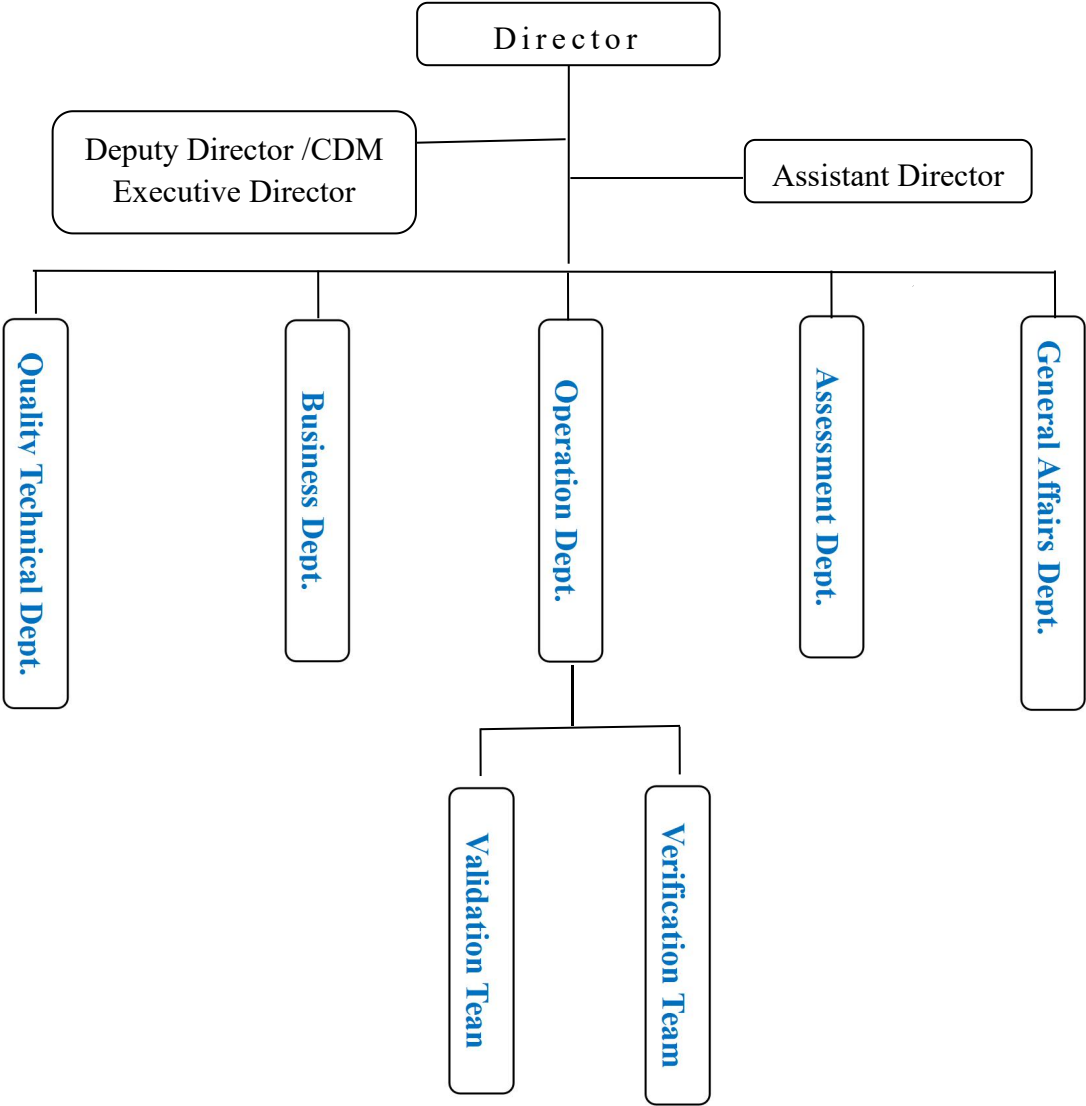 Director
Deputy Director /CDM
Executive Director
Assistant Director
Quality Technical Dept.
Business Dept.
Operation Dept.
Assessment Dept.
General Affairs Dept.
Validation Tean
Verification Team